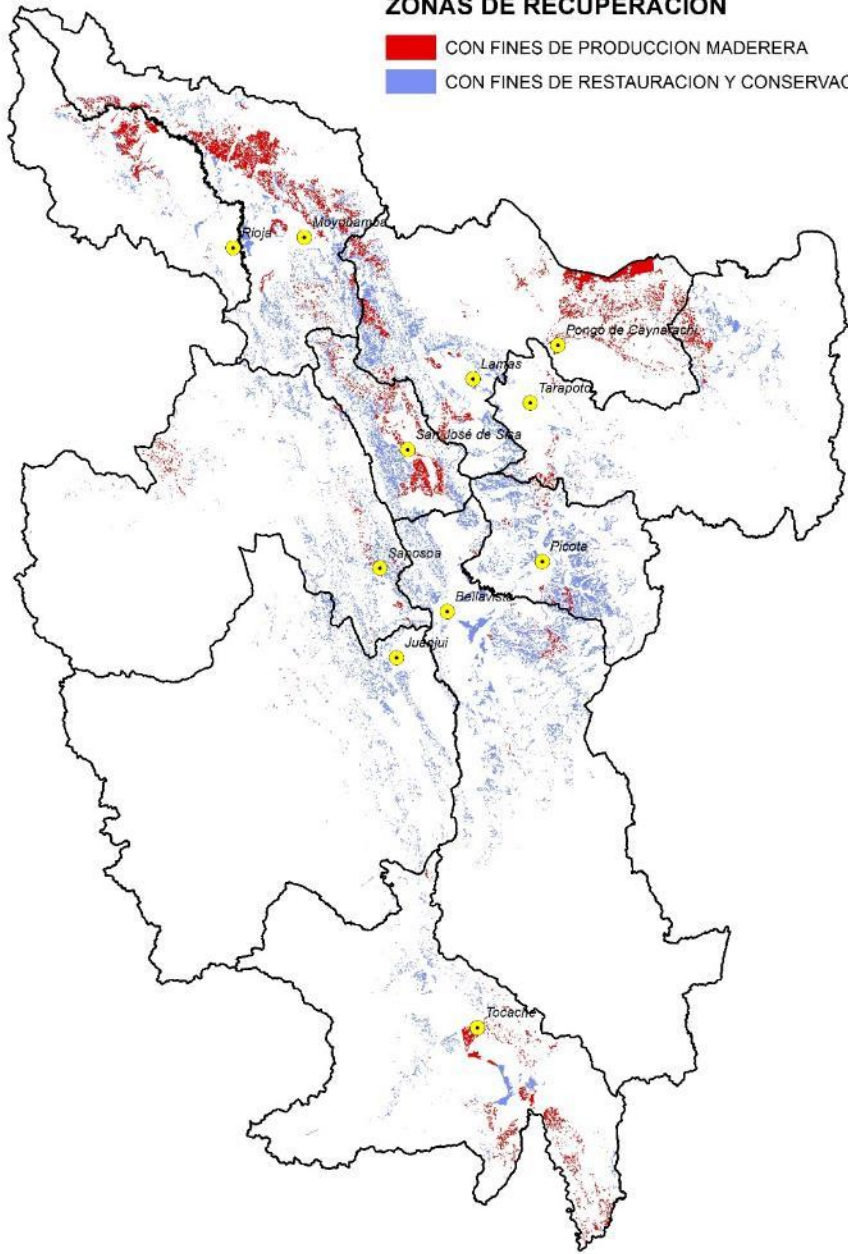 ZONAS DE RECUPERACION
CON FINES DE PRODUCCION MADERERA
CON FINES DE RESTAURACION Y CONSERVAC
Moyobamba
Rioja
Pongo de Caynarachi
Lamas
Tarapoto
San José de Sisa
Picota
Saposoa
Bellavista
Juanjui
Tocache